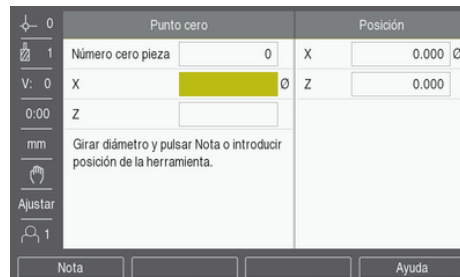 0
Punto cero
Posición
1
Número cero pieza
0
X
0.000
Ø
V: 0
X
Ø
Z
0.000
0:00
Z
mm
Girar diámetro y pulsar Nota o introducir
posición de la herramienta.
Ajustar
1
Nota
Ayuda